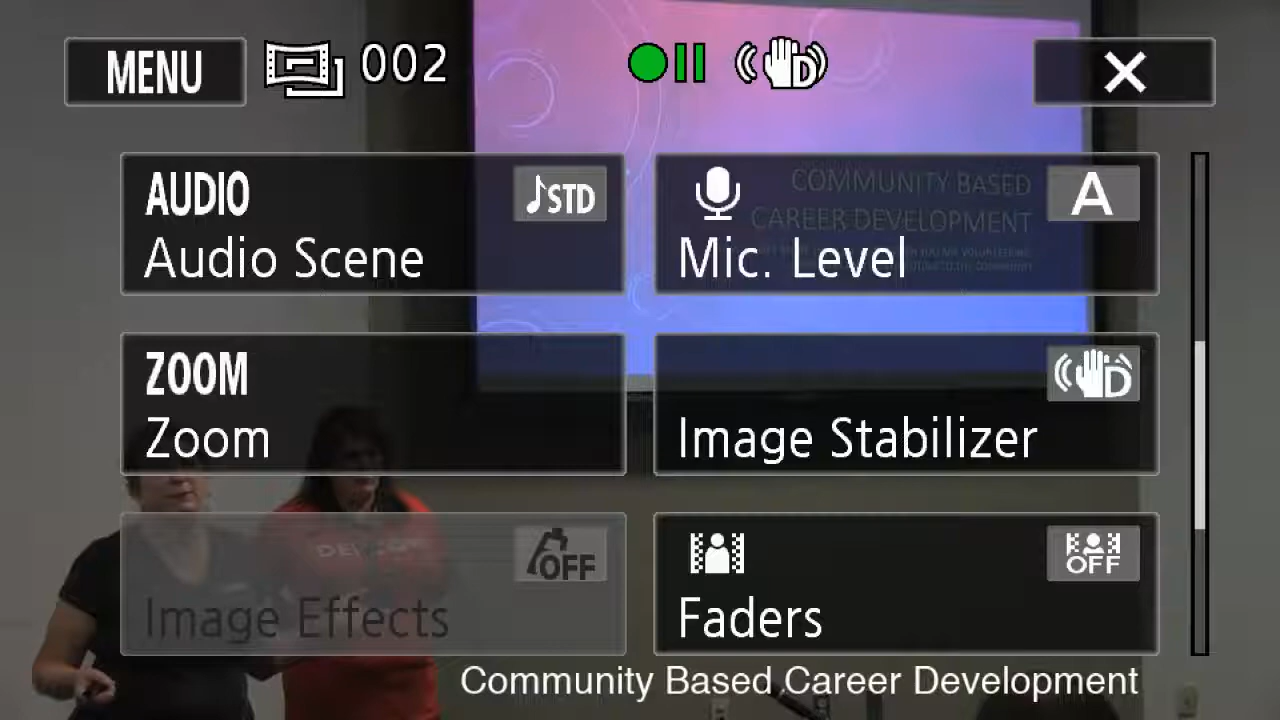 MENU
002
AUDIO
STD
Audio Scene
A
Mic. Level
COMMUNITY BASED
CAREER DEVELOPMENT
ZOOM
Zoom
D
Image Stabilizer
OFF
Image Effects
OFF
Faders
Community Based Career Development